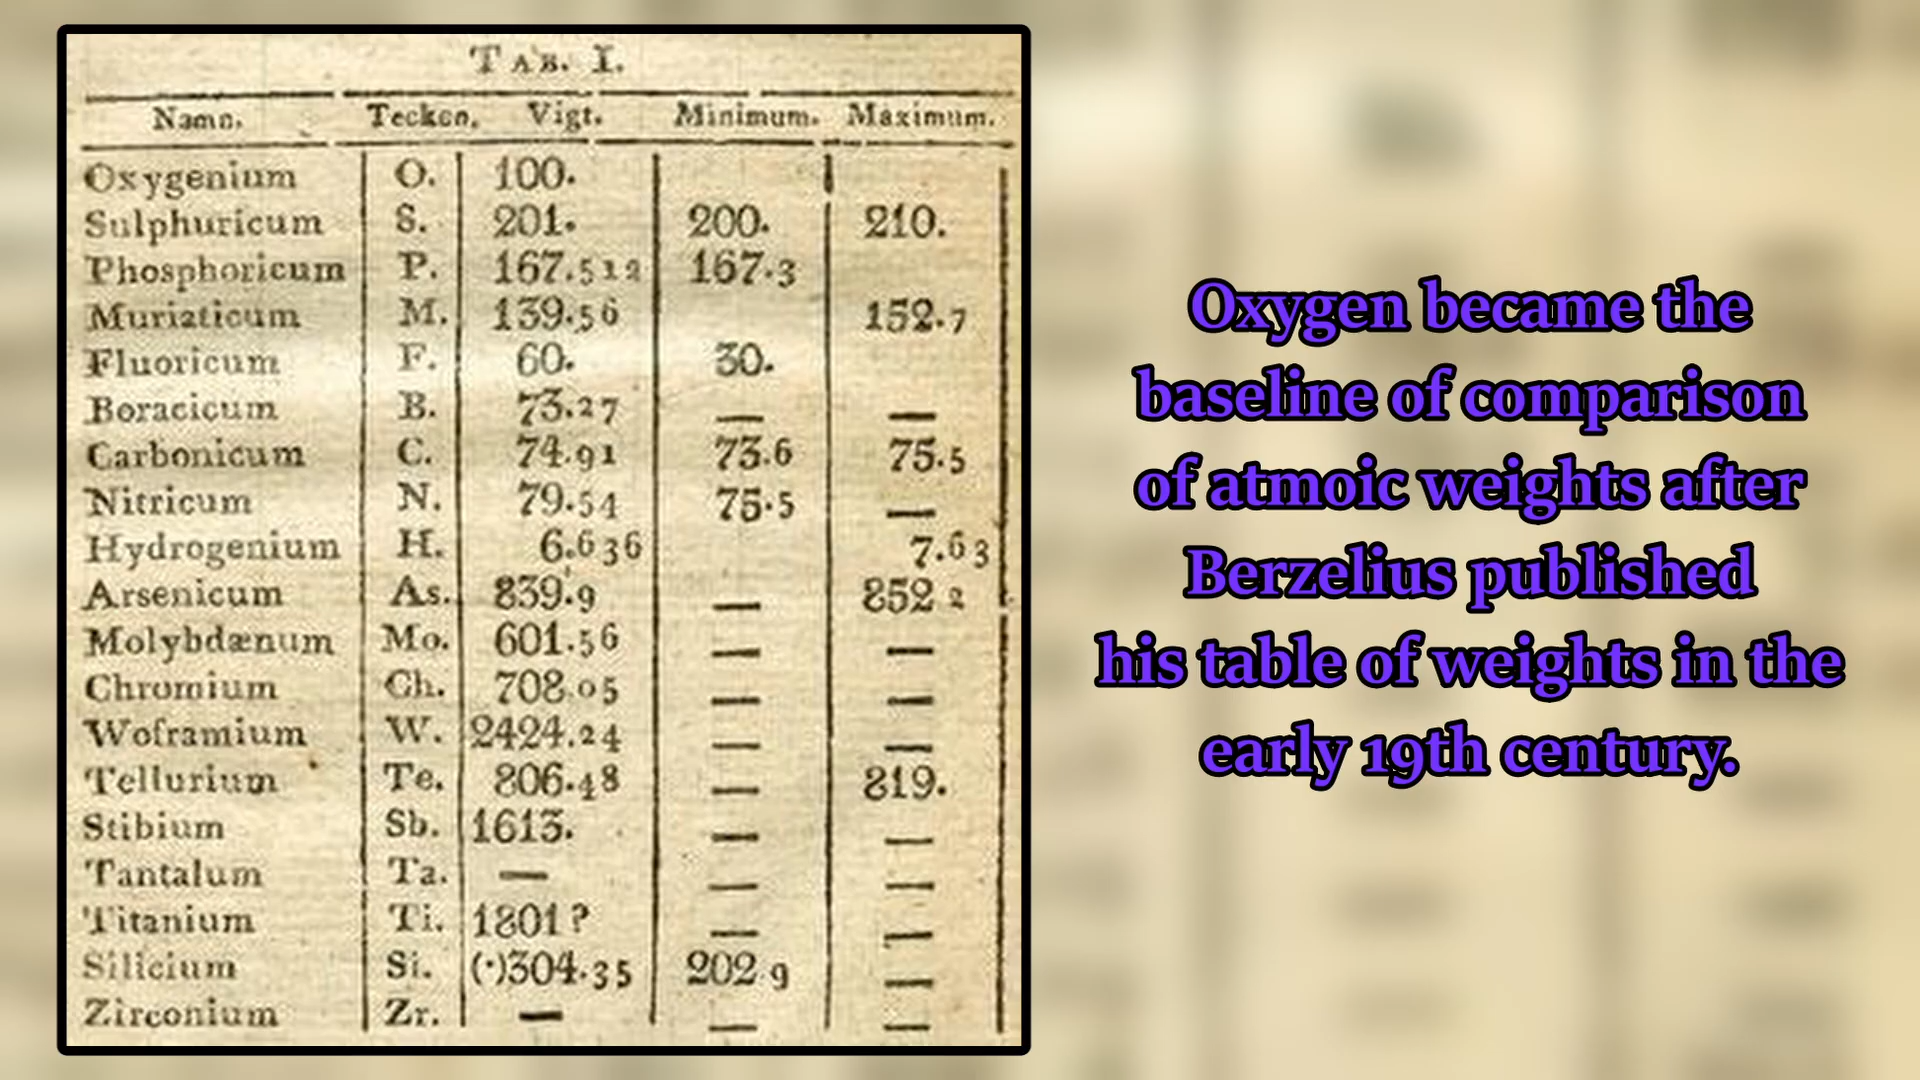 TAB. I.
Namn. Tecken. Vigt. Minimum. Maximum.
Oxygenium O. 100.
Sulphuricum S. 201. 200. 210.
Phosphoricum P. 167.512 167.3
Muriaticum M. 139.56 152.7
Fluoricum F. 60. 30.
Boracicum B. 73.27 — —
Carbonicum C. 74.91 73.6 75.5
Nitricum N. 79.54 75.5 —
Hydrogenium H. 6.636 7.63
Arsenicum As. 839.9 — 852.2
Molybdænum Mo. 601.56 — —
Chromium Ch. 708.05 — —
Woframium W. 2424.24 — —
Tellurium Te. 806.48 — 819.
Stibium Sb. 1613. — —
Tantalum Ta. — — —
Titanium Ti. 1801? — —
Silicium Si. (·)304.35 202.9 —
Zirconium Zr. — — —
Oxygen became the
baseline of comparison
of atmoic weights after
Berzelius published
his table of weights in the
early 19th century.